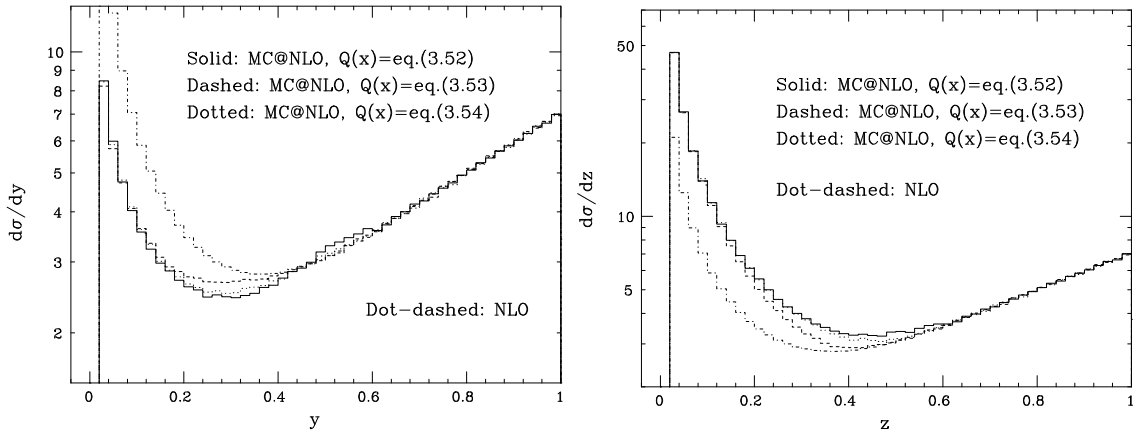 10
9
8
7
6
5
4
3
2
dσ/dy
Solid: MC@NLO, Q(x)=eq.(3.52)
Dashed: MC@NLO, Q(x)=eq.(3.53)
Dotted: MC@NLO, Q(x)=eq.(3.54)
Dot-dashed: NLO
0 0.2 0.4 0.6 0.8 1
y
50
10
5
dσ/dz
Solid: MC@NLO, Q(x)=eq.(3.52)
Dashed: MC@NLO, Q(x)=eq.(3.53)
Dotted: MC@NLO, Q(x)=eq.(3.54)
Dot-dashed: NLO
0 0.2 0.4 0.6 0.8 1
z